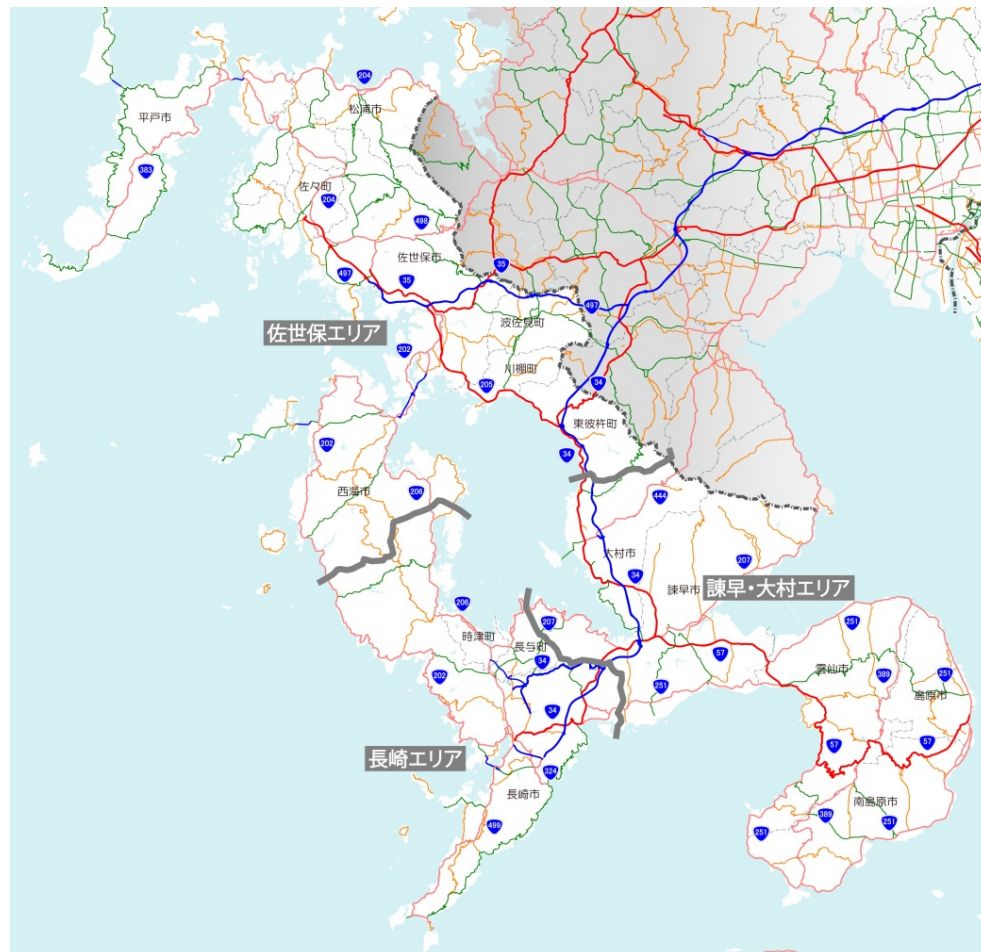 204
松浦市
平戸市
383
佐々町
204
498
佐世保市
35
497
35
497
佐世保エリア
波佐見町
202
川棚町
205
34
東彼杵町
202
34
西海市
206
444
大村市
207
34
諫早市
諫早・大村エリア
206
207
251
時津町
長与町
雲仙市
34
57
389
251
202
251
島原市
34
57
57
長崎エリア
324
長崎市
南島原市
389
499
251
251